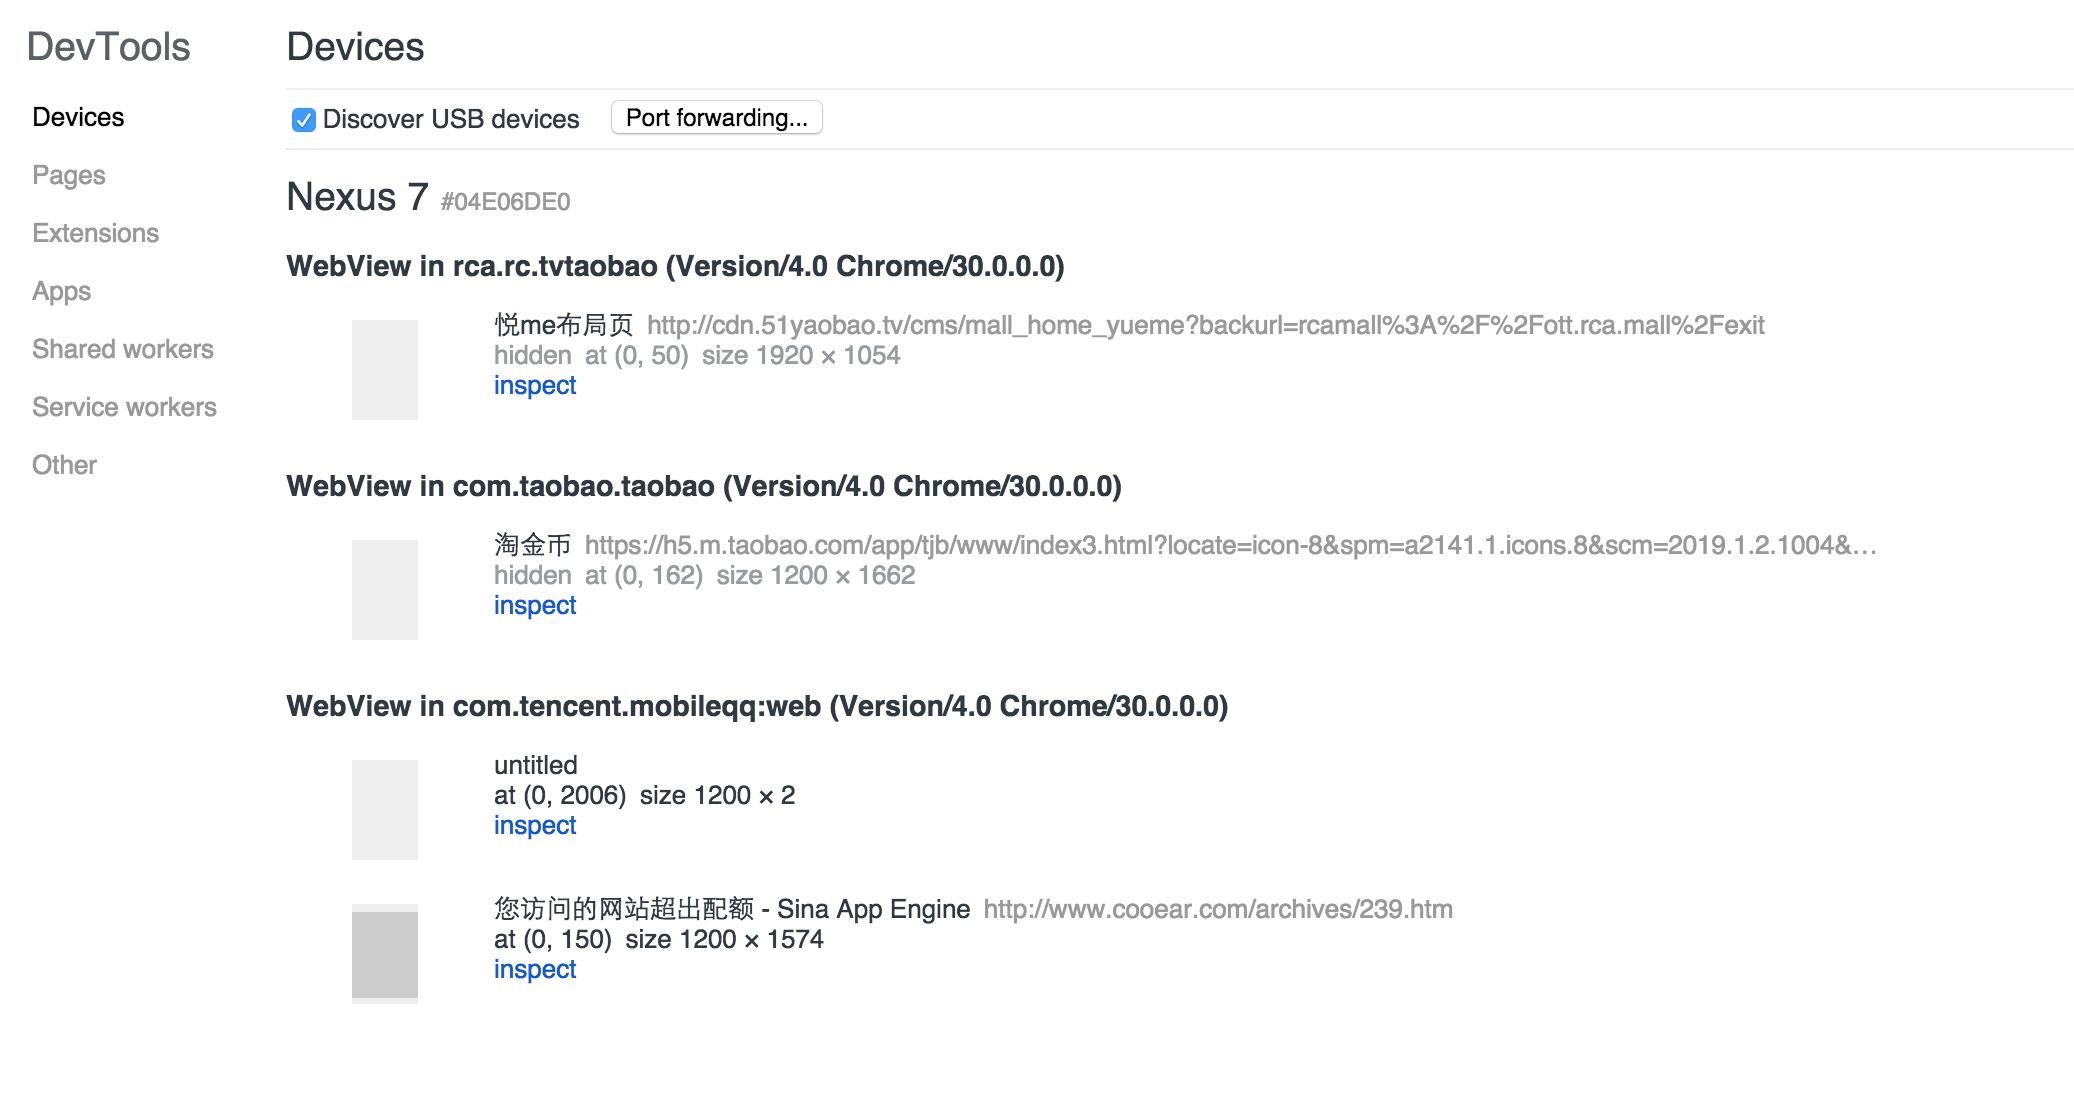 DevTools
Devices
Pages
Extensions
Apps
Shared workers
Service workers
Other
Devices
Discover USB devices Port forwarding...
Nexus 7 #04E06DE0
WebView in rca.rc.tvtaobao (Version/4.0 Chrome/30.0.0.0)
悦me布局页 http://cdn.51yaobao.tv/cms/mall_home_yueme?backurl=rcamall%3A%2F%2Fott.rca.mall%2Fexit
hidden at (0, 50) size 1920 × 1054
inspect
WebView in com.taobao.taobao (Version/4.0 Chrome/30.0.0.0)
淘金币 https://h5.m.taobao.com/app/tjb/www/index3.html?locate=icon-8&spm=a2141.1.icons.8&scm=2019.1.2.1004&...
hidden at (0, 162) size 1200 × 1662
inspect
WebView in com.tencent.mobileqq:web (Version/4.0 Chrome/30.0.0.0)
untitled
at (0, 2006) size 1200 × 2
inspect
您访问的网站超出配额 - Sina App Engine http://www.cooear.com/archives/239.htm
at (0, 150) size 1200 × 1574
inspect